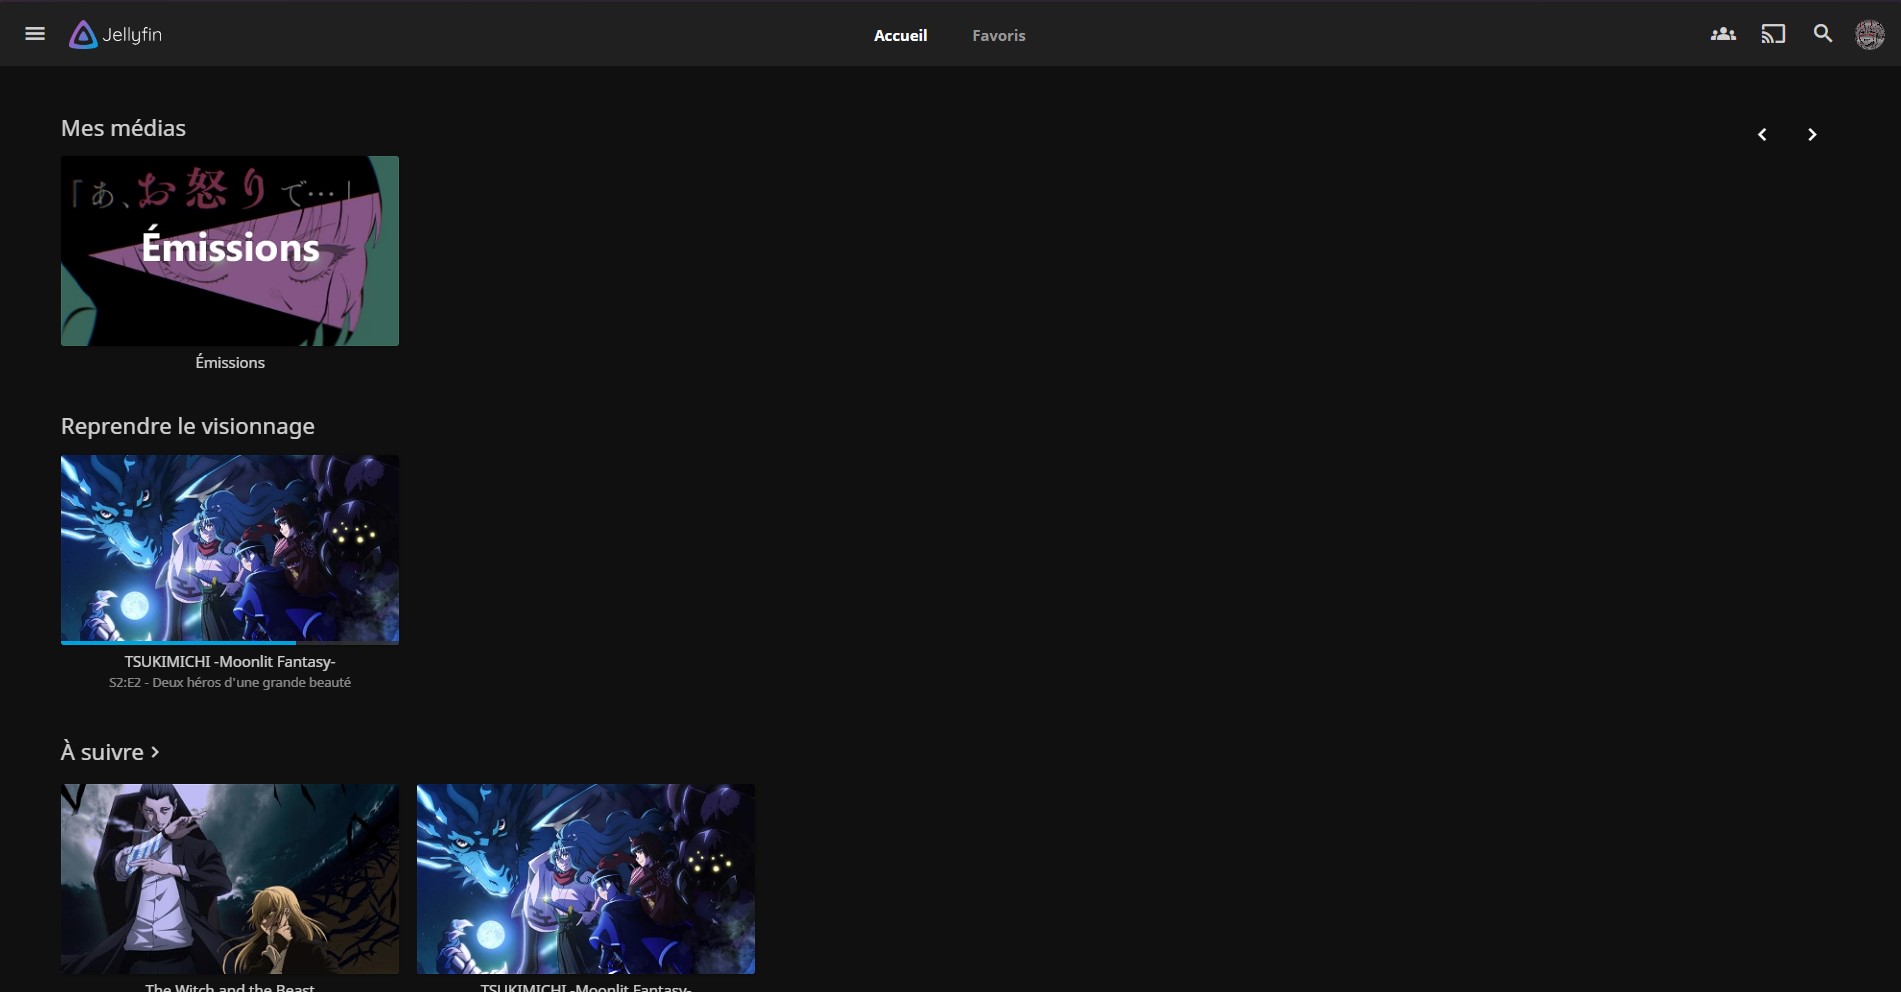 Jellyfin
Accueil
Favoris
Mes médias
「あ、お怒りで…」
Émissions
Émissions
Reprendre le visionnage
TSUKIMICHI -Moonlit Fantasy-
S2:E2 - Deux héros d'une grande beauté
À suivre
The Witch and the Beast
TSUKIMICHI -Moonlit Fantasy-